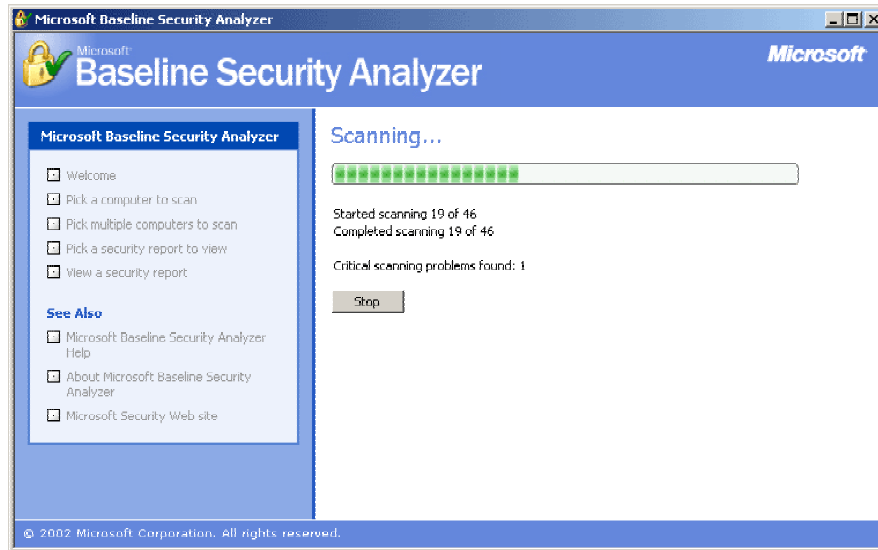 Microsoft Baseline Security Analyzer
Microsoft
Baseline Security Analyzer
Microsoft
Microsoft Baseline Security Analyzer
Welcome
Pick a computer to scan
Pick multiple computers to scan
Pick a security report to view
View a security report
See Also
Microsoft Baseline Security Analyzer
Help
About Microsoft Baseline Security
Analyzer
Microsoft Security Web site
Scanning...
Started scanning 19 of 46
Completed scanning 19 of 46
Critical scanning problems found: 1
Stop
© 2002 Microsoft Corporation. All rights reserved.